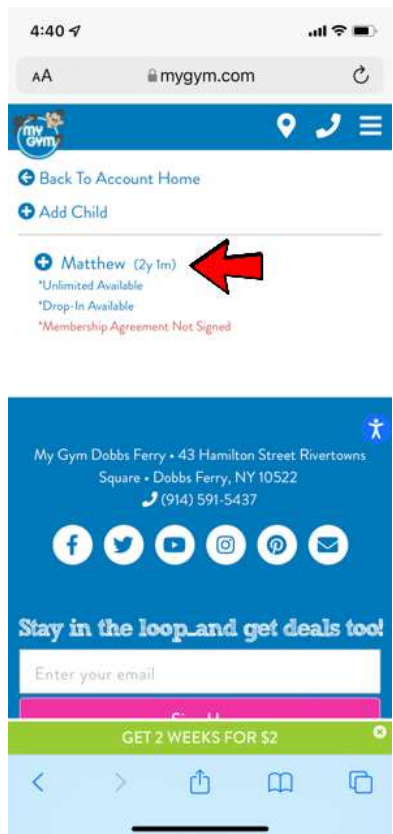 4:40
AA mygym.com
my
GYM
Back To Account Home
Add Child
Matthew (2y 1m)
*Unlimited Available
*Drop-In Available
*Membership Agreement Not Signed
My Gym Dobbs Ferry • 43 Hamilton Street Rivertowns
Square • Dobbs Ferry, NY 10522
(914) 591-5437
Stay in the loop...and get deals too!
Enter your email
GET 2 WEEKS FOR $2